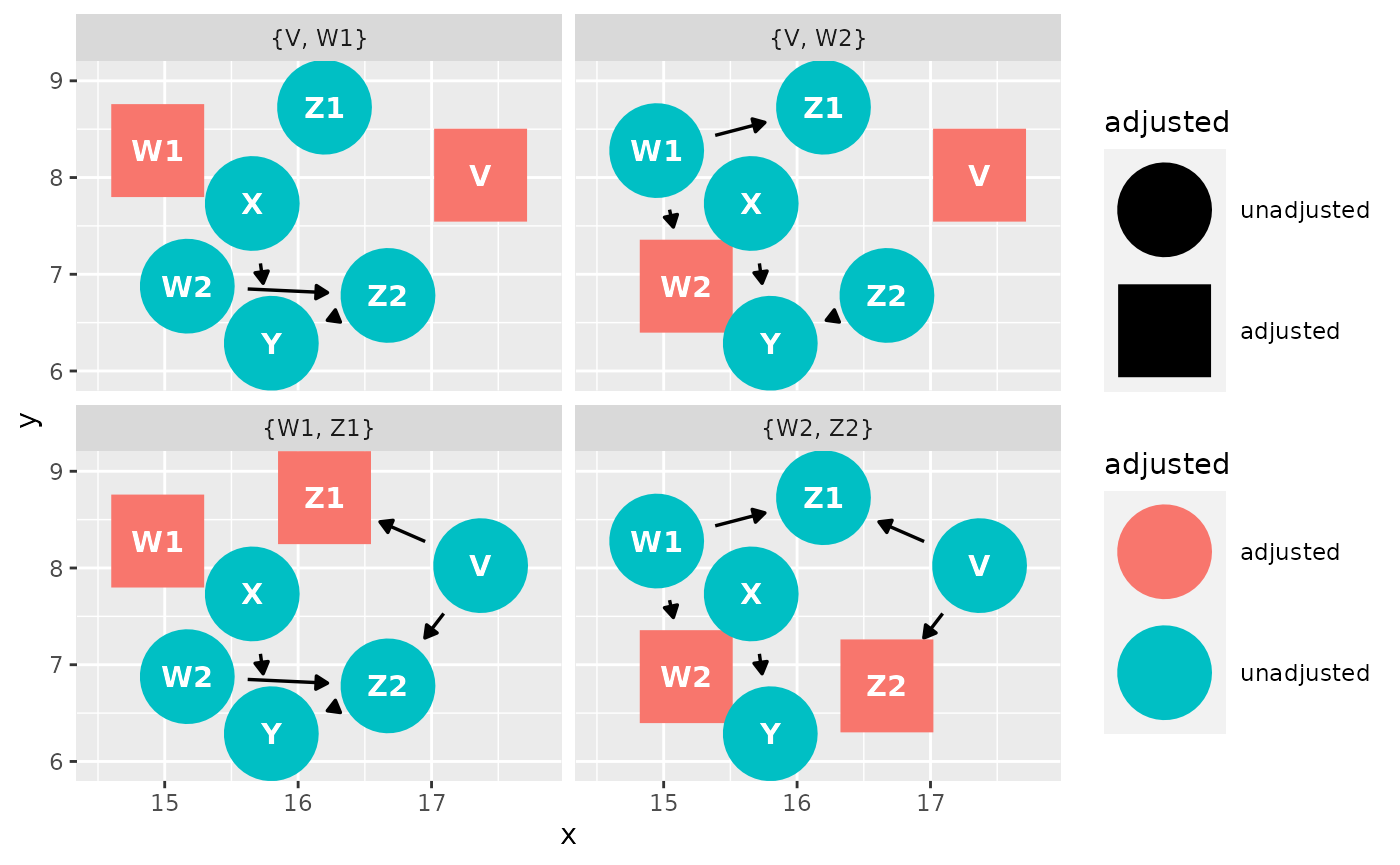 {V, W1}
{V, W2}
9
8
7
6
W1
Z1
V
X
W2
Z2
Y
W1
Z1
V
X
W2
Z2
Y
{W1, Z1}
{W2, Z2}
9
8
7
6
W1
Z1
V
X
W2
Z2
Y
W1
Z1
V
X
W2
Z2
Y
15 16 17
15 16 17
x
y
adjusted
unadjusted
adjusted
adjusted
adjusted
unadjusted